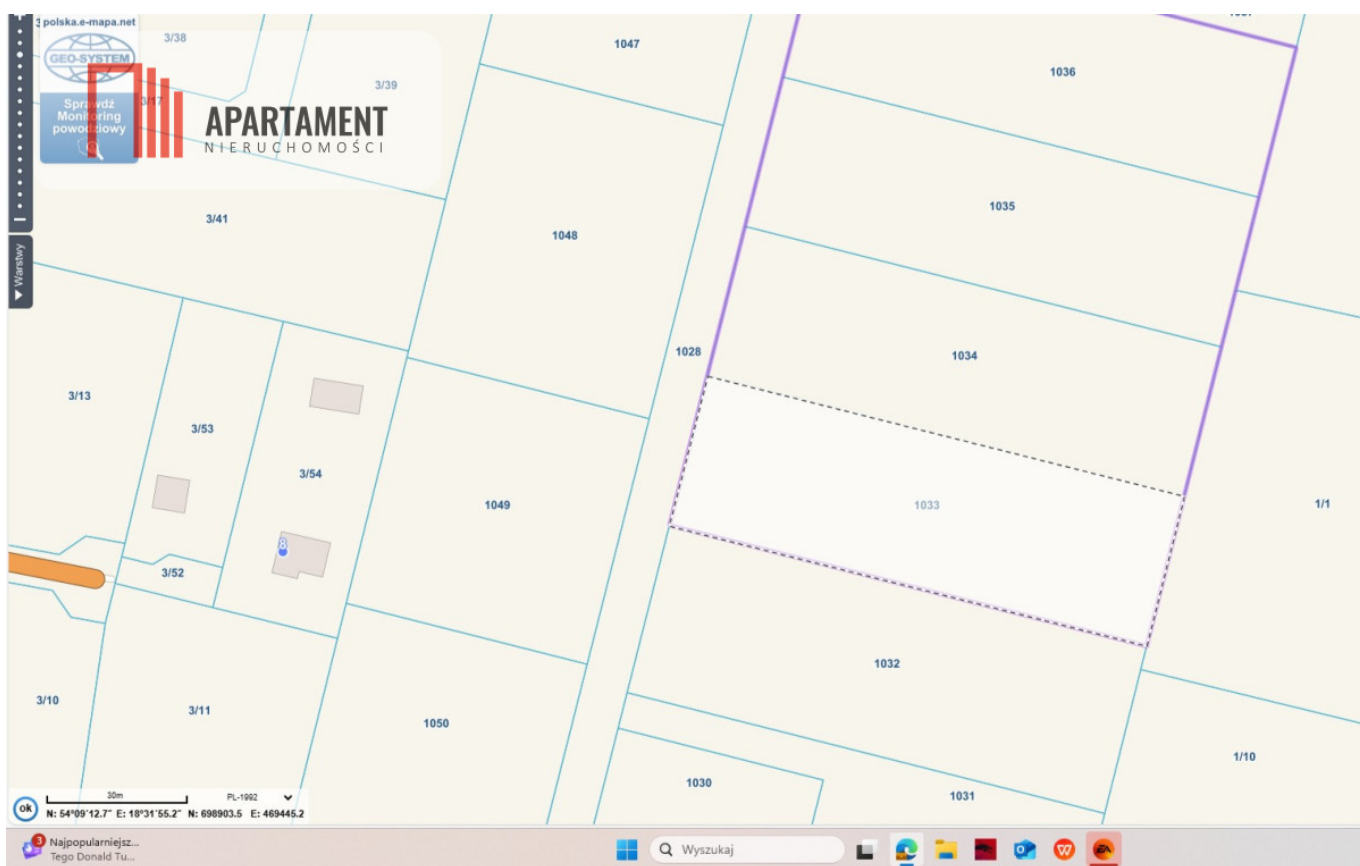 polska.e-mapa.net
GEO-SYSTEM
Sprawdź
Monitoring
powodziowy
APARTAMENT
NIERUCHOMOŚCI
3/38
3/39
3/17
1047
1036
3/41
1048
1035
Warstwy
1028
1034
3/13
3/53
3/54
1049
1033
1/1
8
3/52
1032
3/10
3/11
1050
1/10
1030
1031
ok
30m PL-1992
N: 54°09'12.7" E: 18°31'55.2" N: 698903.5 E: 469445.2
3
Najpopularniejsz...
Tego Donald Tu...
Wyszukaj
EA